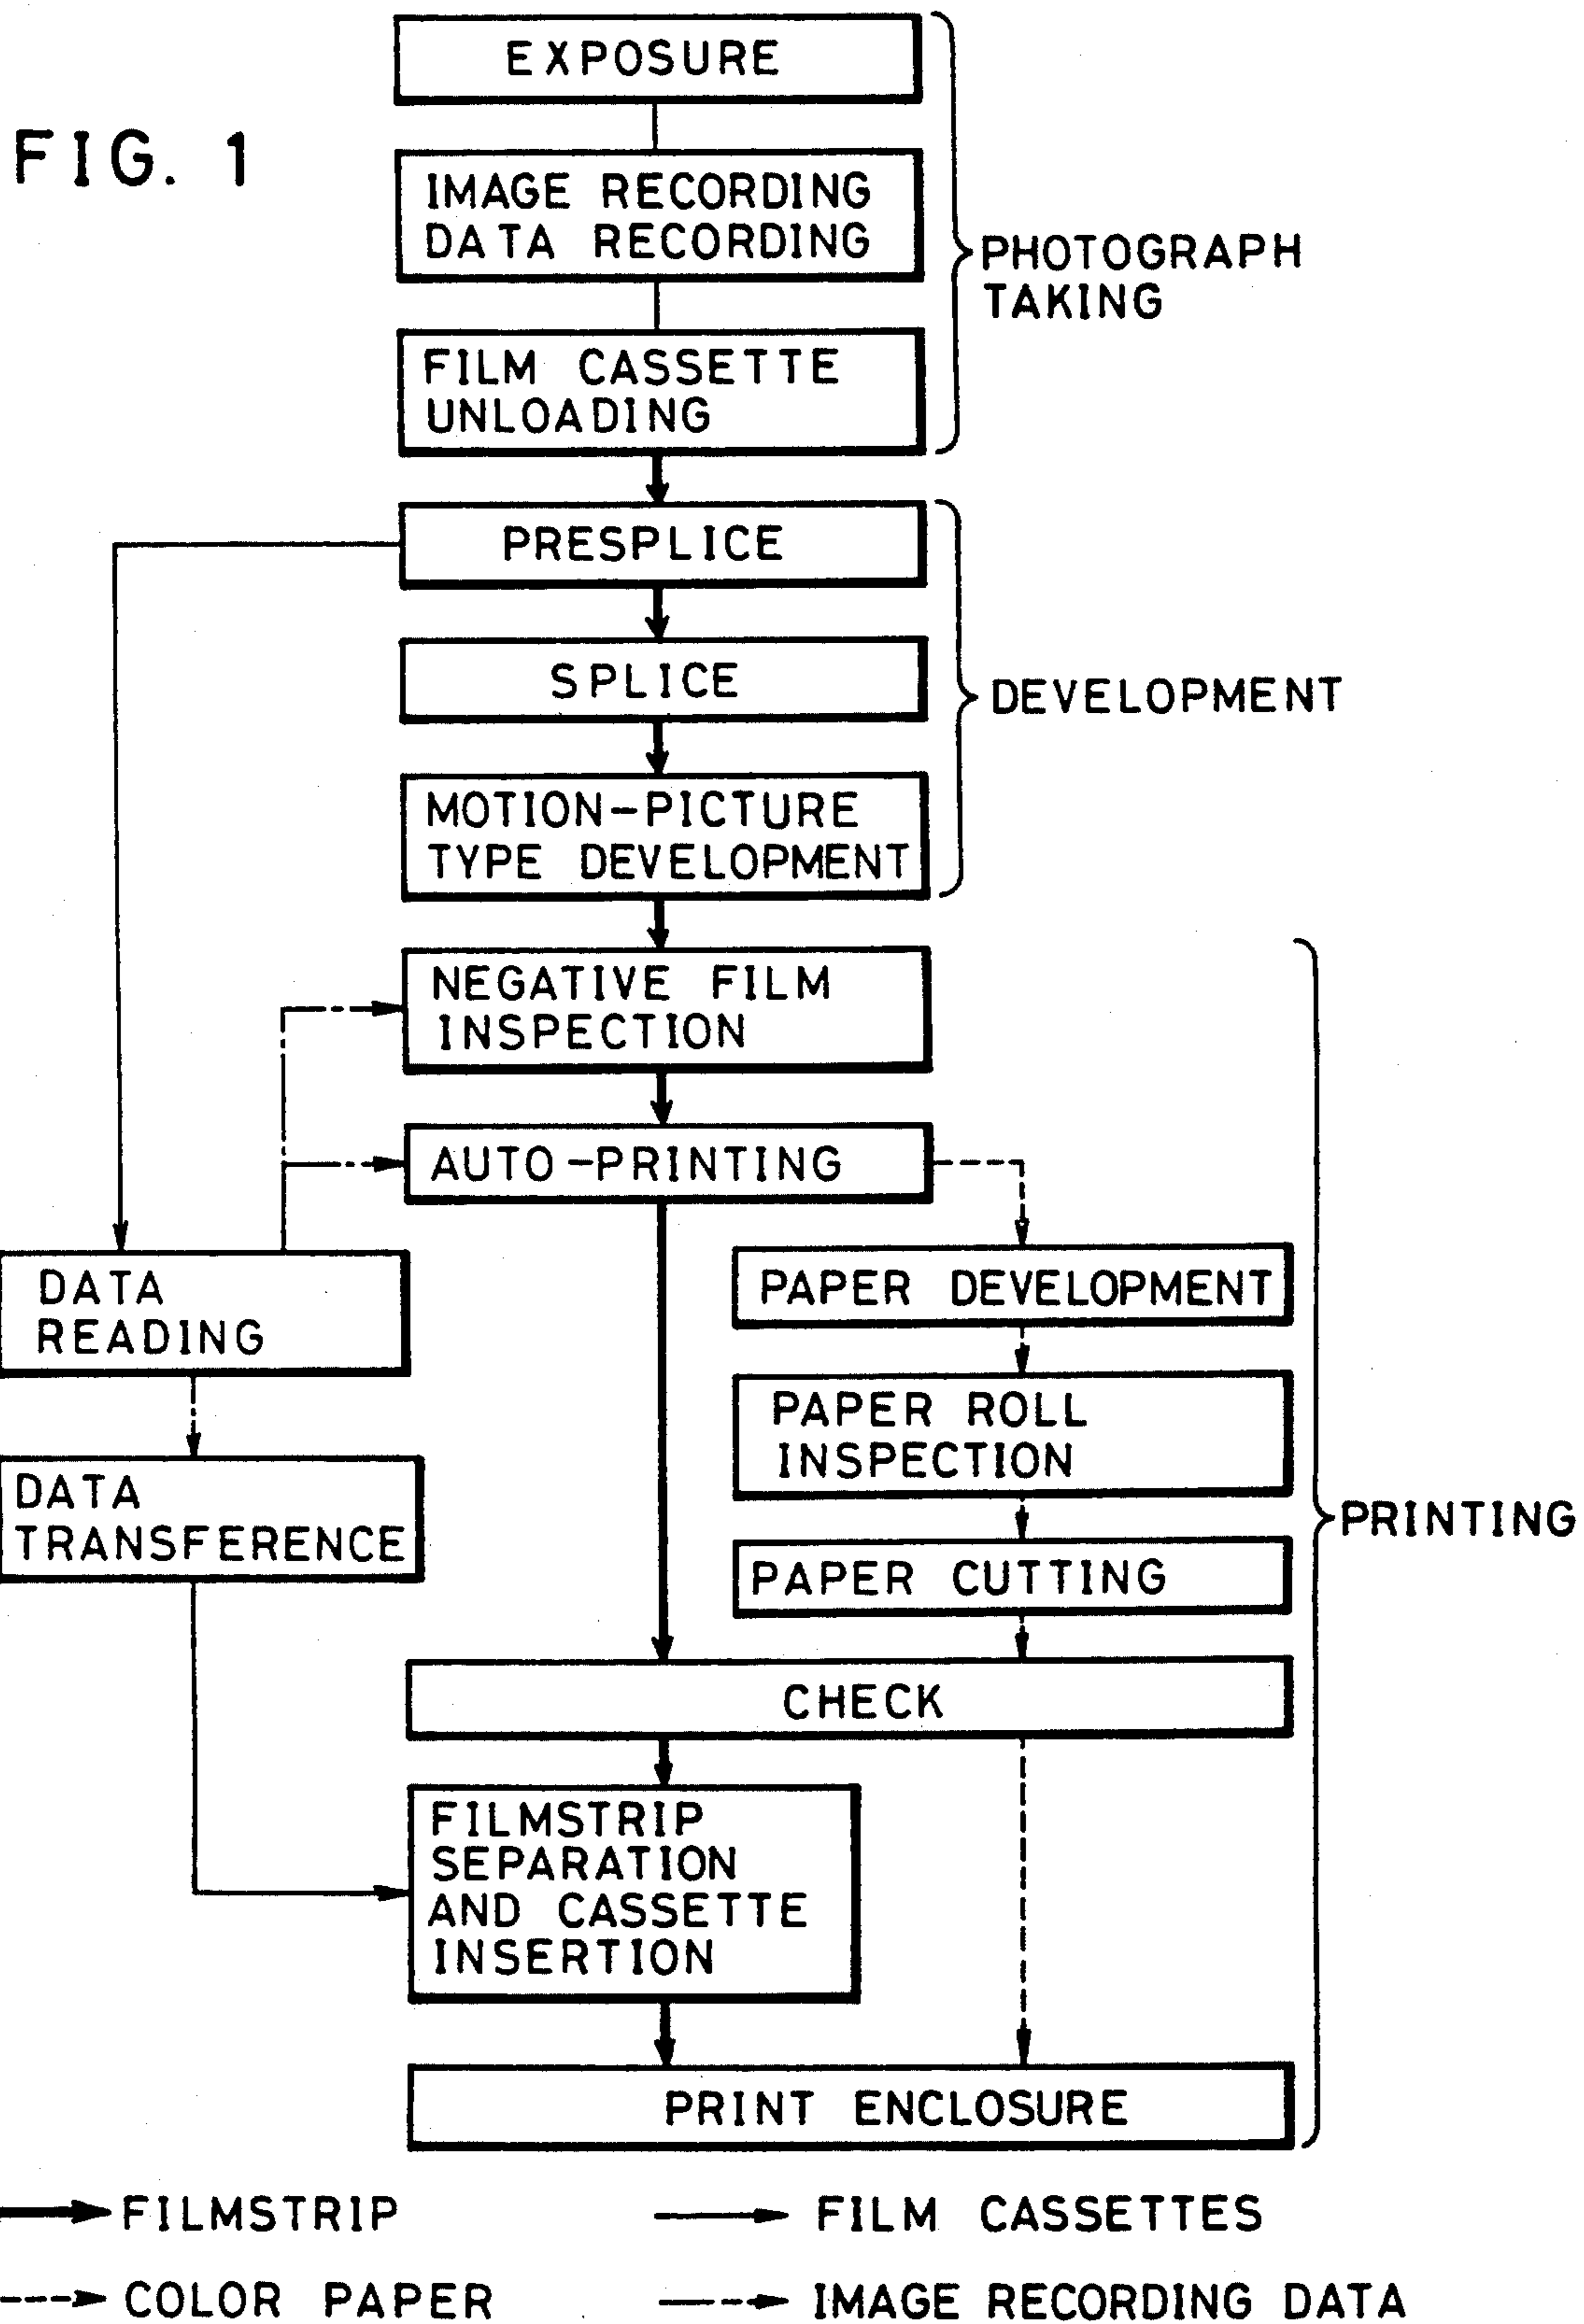 FIG. 1
EXPOSURE
IMAGE RECORDING
DATA RECORDING
FILM CASSETTE
UNLOADING
PHOTOGRAPH
TAKING
PRESPLICE
SPLICE
MOTION-PICTURE
TYPE DEVELOPMENT
DEVELOPMENT
NEGATIVE FILM
INSPECTION
AUTO-PRINTING
DATA
READING
DATA
TRANSFERENCE
PAPER DEVELOPMENT
PAPER ROLL
INSPECTION
PAPER CUTTING
PRINTING
CHECK
FILMSTRIP
SEPARATION
AND CASSETTE
INSERTION
PRINT ENCLOSURE
FILMSTRIP
FILM CASSETTES
COLOR PAPER
IMAGE RECORDING DATA